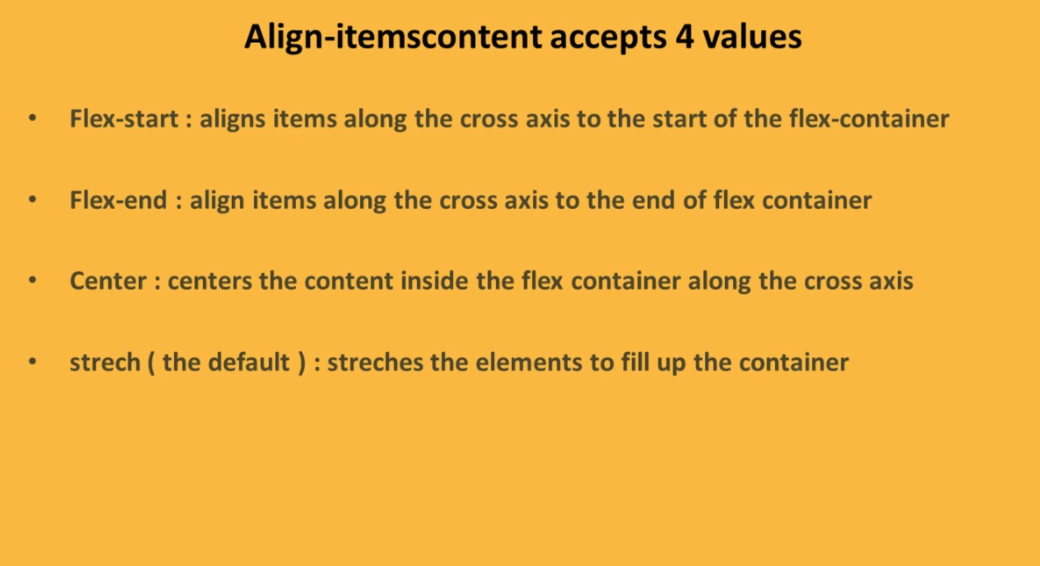 Align-itemscontent accepts 4 values
• Flex-start : aligns items along the cross axis to the start of the flex-container
• Flex-end : align items along the cross axis to the end of flex container
• Center : centers the content inside the flex container along the cross axis
• strech ( the default ) : streches the elements to fill up the container